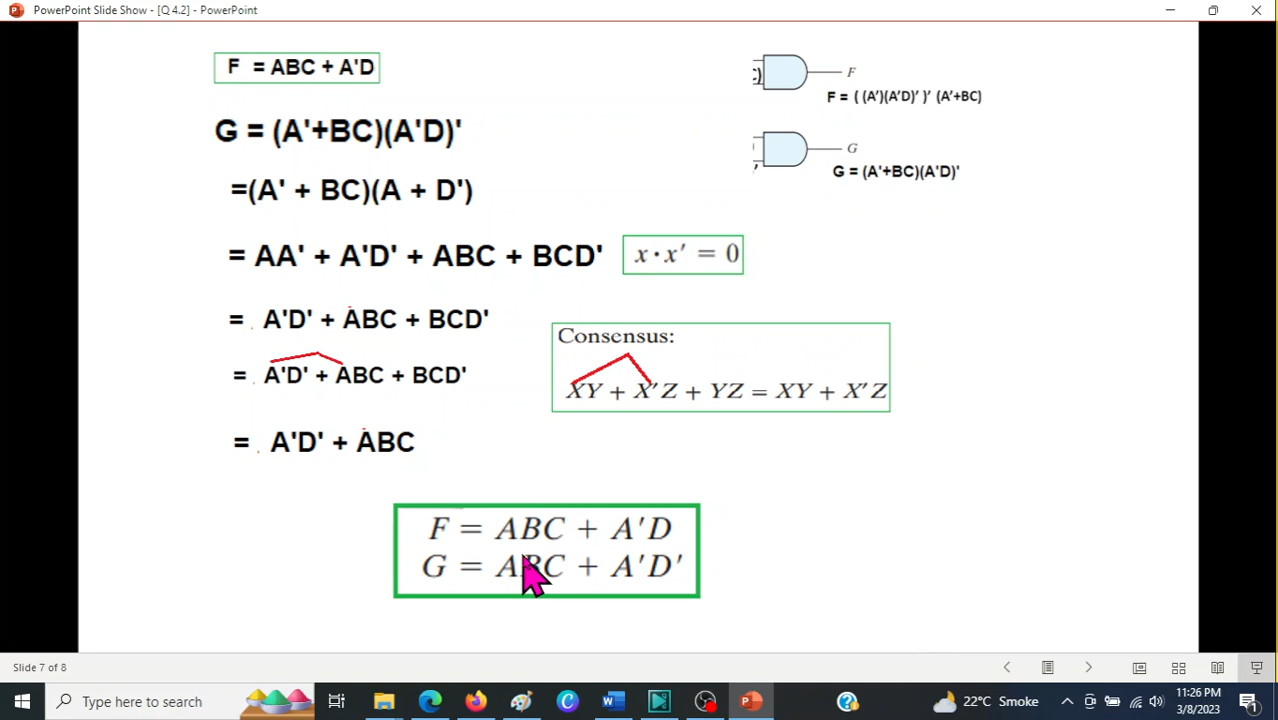 PowerPoint Slide Show - [Q 4.2] - PowerPoint
F = ABC + A'D
F
F = ( (A')(A'D)' )' (A'+BC)
G = (A'+BC)(A'D)'
G
G = (A'+BC)(A'D)'
=(A' + BC)(A + D')
= AA' + A'D' + ABC + BCD'
x · x' = 0
= A'D' + ABC + BCD'
Consensus:
= A'D' + ABC + BCD'
XY + X'Z + YZ = XY + X'Z
= A'D' + ABC
F = ABC + A'D
G = ABC + A'D'
Slide 7 of 8
Type here to search
22°C Smoke
11:26 PM
3/8/2023
1